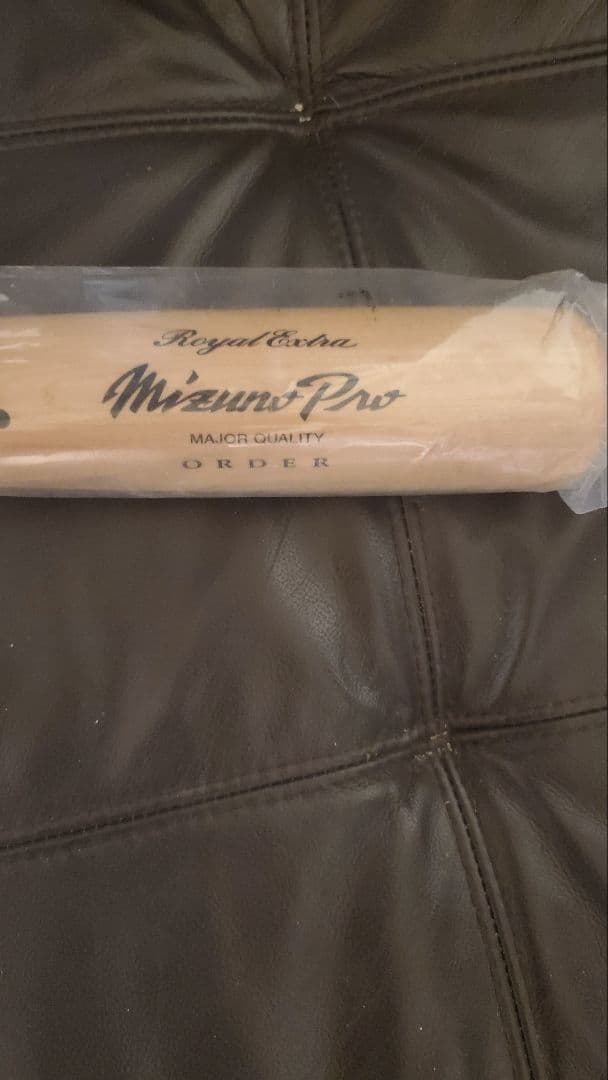 Royal Extra
Mizuno Pro
MAJOR QUALITY
ORDER